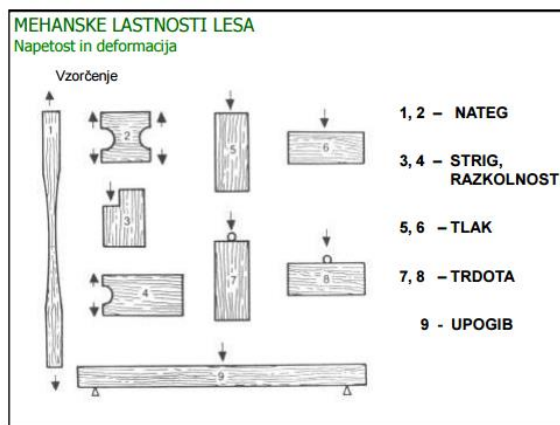 MEHANSKE LASTNOSTI LESA
Napetost in deformacija
Vzorčenje
1
2
3
4
5
6
7
8
9
1, 2 – NATEG
3, 4 – STRIG,
RAZKOLNOST
5, 6 – TLAK
7, 8 – TRDOTA
9 - UPOGIB